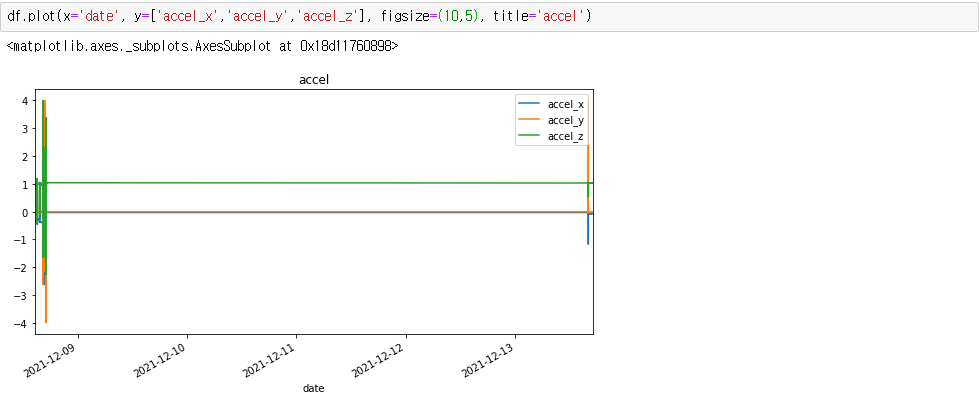 df.plot(x='date', y=['accel_x','accel_y','accel_z'], figsize=(10,5), title='accel')
<matplotlib.axes._subplots.AxesSubplot at 0x18d11760898>
accel
accel_x
accel_y
accel_z
4
3
2
1
0
−1
−2
−3
−4
2021-12-09
2021-12-10
2021-12-11
2021-12-12
2021-12-13
date